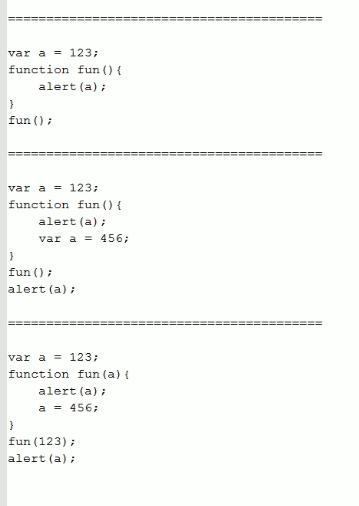 ==========================================
var a = 123;
function fun(){
    alert(a);
}
fun();
==========================================
var a = 123;
function fun(){
    alert(a);
    var a = 456;
}
fun();
alert(a);
==========================================
var a = 123;
function fun(a){
    alert(a);
    a = 456;
}
fun(123);
alert(a);